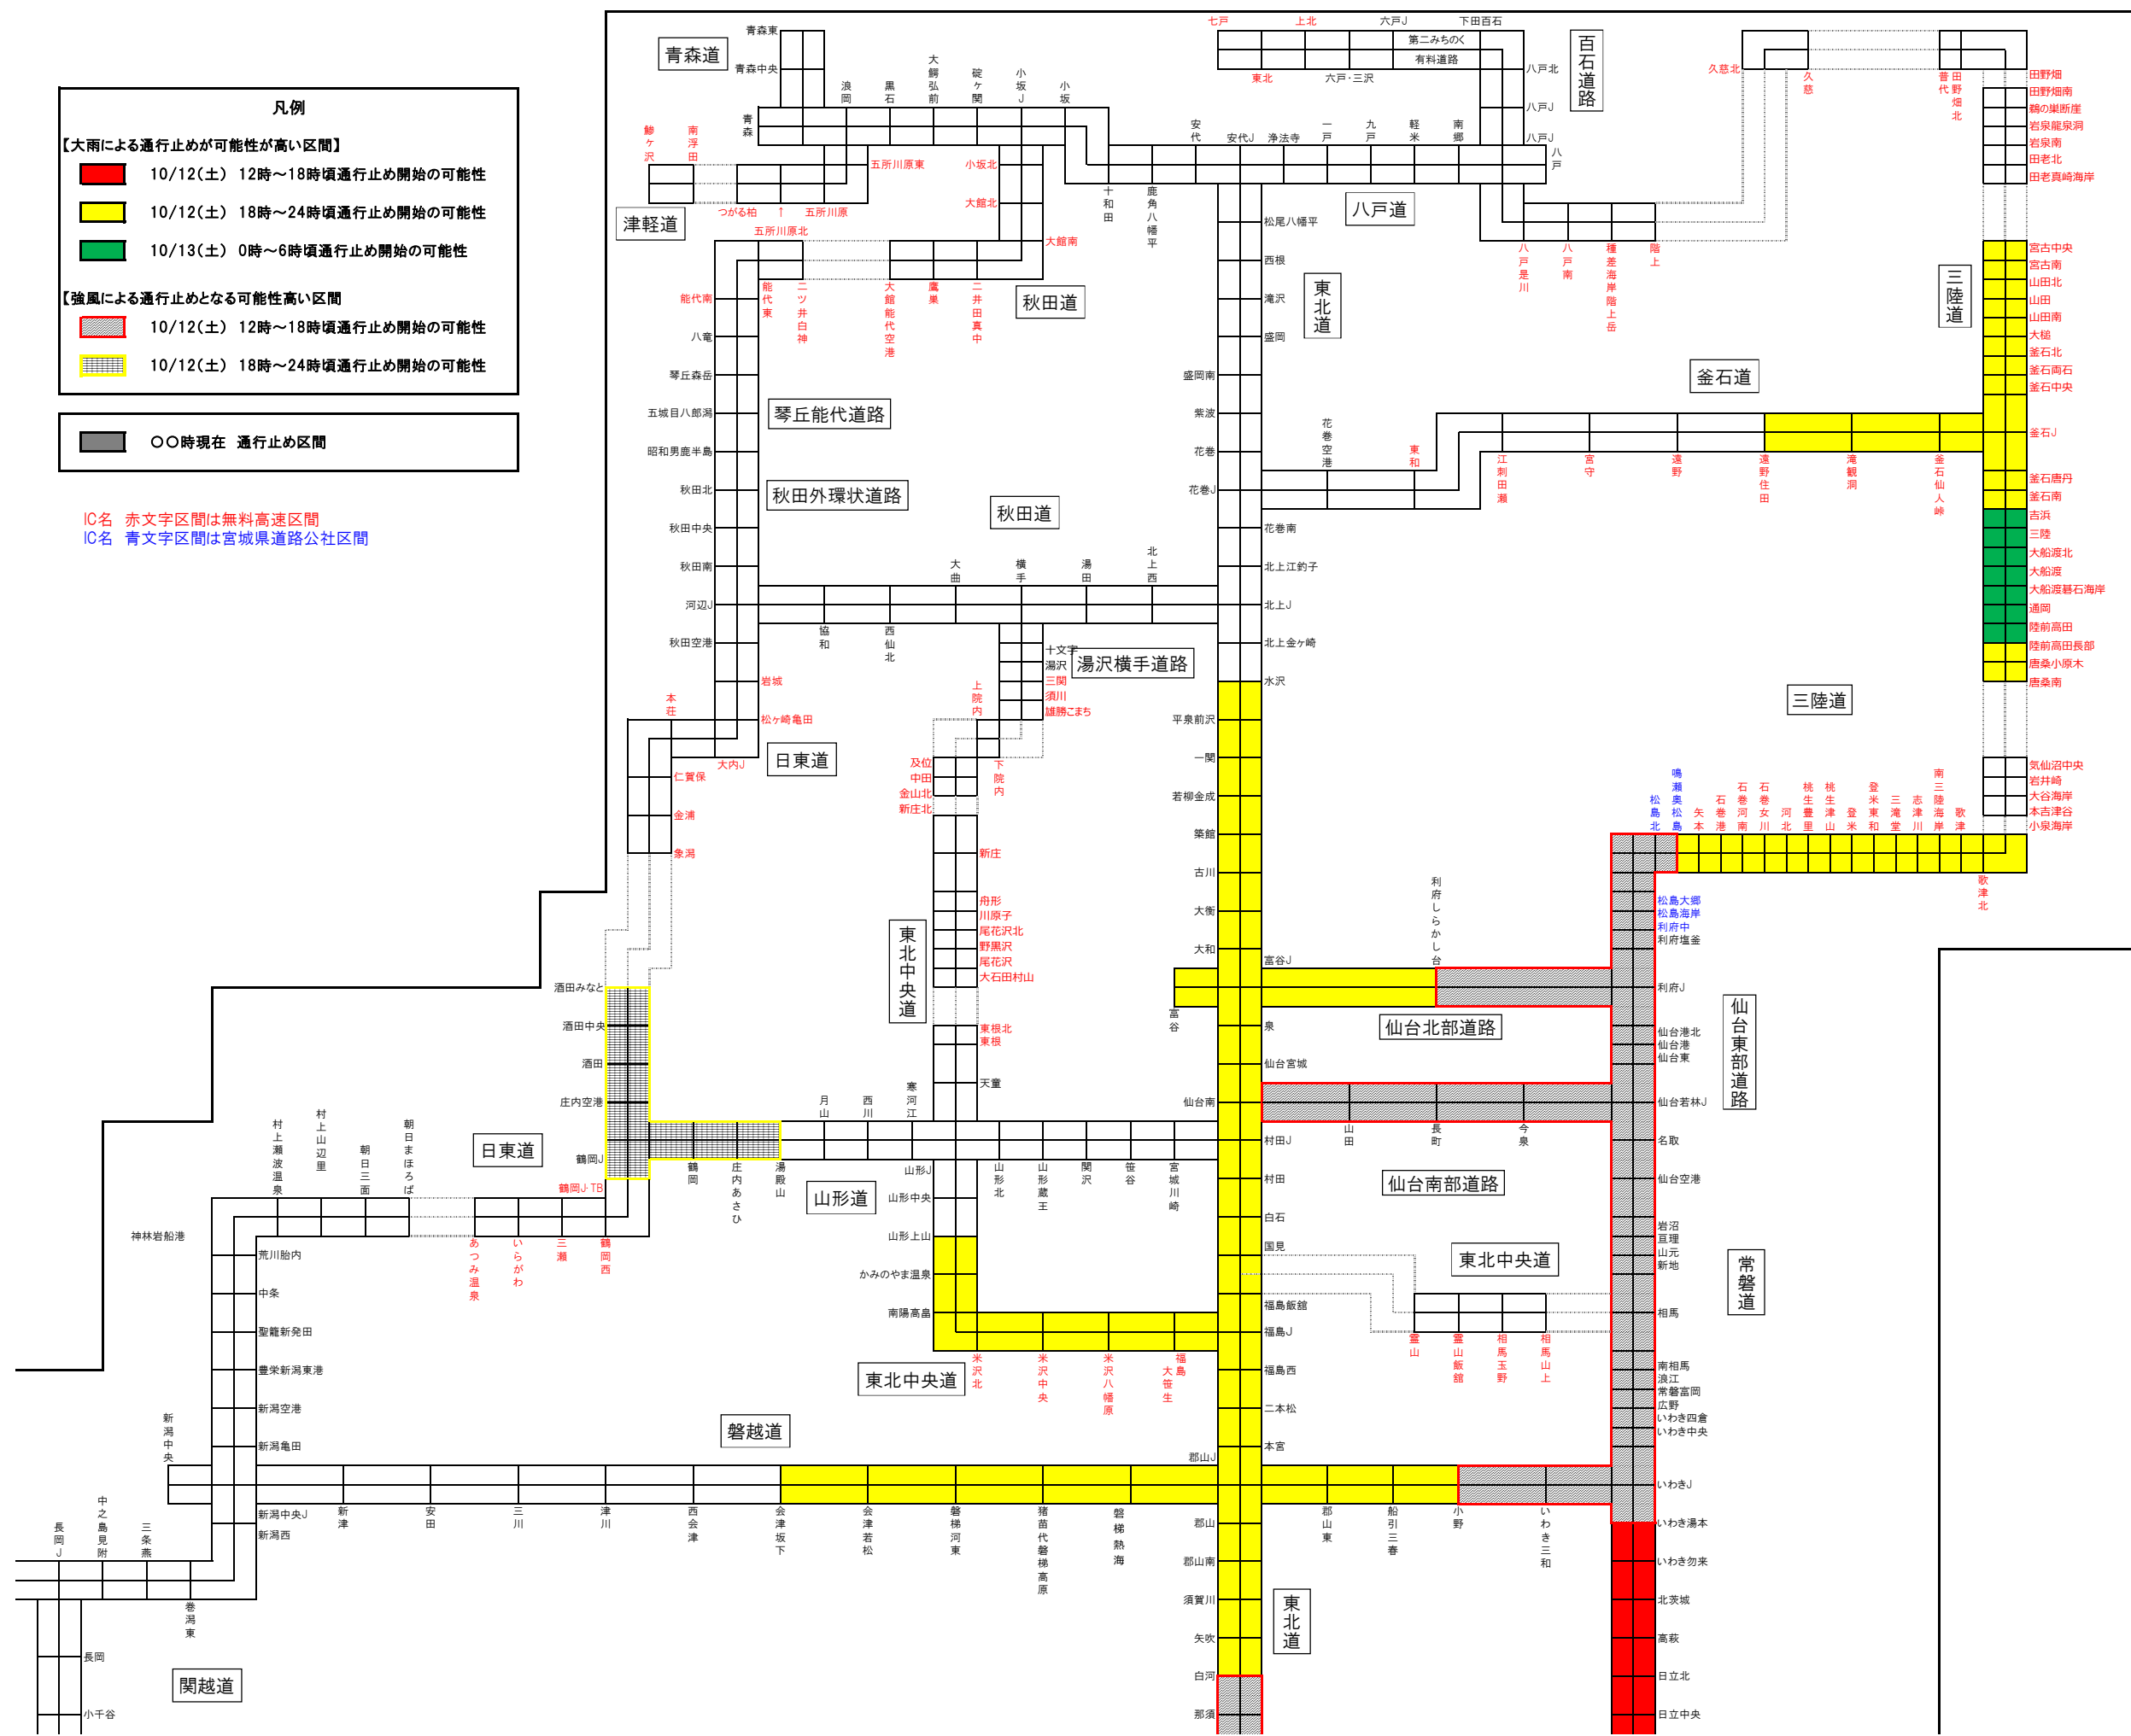 凡例
【大雨による通行止めが可能性が高い区間】
10/12(土) 12時～18時頃通行止め開始の可能性
10/12(土) 18時～24時頃通行止め開始の可能性
10/13(土) 0時～6時頃通行止め開始の可能性
【強風による通行止めとなる可能性高い区間
10/12(土) 12時～18時頃通行止め開始の可能性
10/12(土) 18時～24時頃通行止め開始の可能性
〇〇時現在 通行止め区間
IC名 赤文字区間は無料高速区間
IC名 青文字区間は宮城県道路公社区間
青森道
青森東
青森中央
青森
浪岡
黒石
大鰐弘前
碇ヶ関
小坂J
小坂
鰺ヶ沢
南浮田
津軽道
つがる柏
↑
五所川原
五所川原東
五所川原北
小坂北
大館北
大館南
十和田
鹿角八幡平
安代
安代J
浄法寺
一戸
九戸
軽米
南郷
八戸J
八戸
八戸道
七戸
上北
六戸J
下田百石
第二みちのく
有料道路
東北
六戸・三沢
百石道路
八戸北
八戸J
八戸是川
八戸南
種差海岸階上岳
階上
久慈北
久慈
普代
田野畑北
田野畑
田野畑南
鵜の巣断崖
岩泉龍泉洞
岩泉南
田老北
田老真崎海岸
三陸道
宮古中央
宮古南
山田北
山田
山田南
大槌
釜石北
釜石両石
釜石中央
釜石J
釜石唐丹
釜石南
吉浜
三陸
大船渡北
大船渡
大船渡碁石海岸
通岡
陸前高田
陸前高田長部
唐桑小原木
唐桑南
三陸道
気仙沼中央
岩井崎
大谷海岸
本吉津谷
小泉海岸
歌津北
歌津
南三陸海岸
志津川
三滝堂
登米東和
登米
桃生津山
桃生豊里
河北
石巻女川
石巻河南
石巻港
矢本
鳴瀬奥松島
松島北
松島大郷
松島海岸
利府中
利府塩釜
利府J
仙台東部道路
仙台港北
仙台港
仙台東
仙台若林J
名取
仙台空港
岩沼
亘理
山元
新地
常磐道
相馬
南相馬
浪江
常磐富岡
広野
いわき四倉
いわき中央
いわきJ
いわき湯本
いわき勿来
北茨城
高萩
日立北
日立中央
秋田道
能代南
能代東
二ツ井白神
大館能代空港
鷹巣
二井田真中
八竜
琴丘森岳
五城目八郎潟
琴丘能代道路
昭和男鹿半島
秋田北
秋田外環状道路
秋田中央
秋田南
河辺J
秋田空港
岩城
松ヶ崎亀田
大内J
本荘
日東道
仁賀保
金浦
象潟
秋田道
協和
西仙北
大曲
横手
湯田
北上西
十文字
湯沢
三関
須川
雄勝こまち
湯沢横手道路
上院内
下院内
及位
中田
金山北
新庄北
新庄
舟形
川原子
尾花沢北
野黒沢
尾花沢
大石田村山
東北中央道
東根北
東根
天童
東北道
松尾八幡平
西根
滝沢
盛岡
盛岡南
紫波
花巻
花巻J
花巻南
北上江釣子
北上J
北上金ヶ崎
水沢
平泉前沢
一関
若柳金成
築館
古川
大衡
大和
富谷J
富谷
泉
仙台宮城
仙台南
村田J
村田
白石
国見
福島飯舘
福島J
福島西
二本松
本宮
郡山J
郡山
郡山南
須賀川
矢吹
白河
那須
東北道
釜石道
花巻空港
東和
江刺田瀬
宮守
遠野
遠野住田
滝観洞
釜石仙人峠
利府しらかし台
仙台北部道路
山田
長町
今泉
仙台南部道路
東北中央道
霊山
霊山飯舘
相馬玉野
相馬山上
酒田みなと
酒田中央
酒田
庄内空港
鶴岡J
鶴岡J・TB
日東道
鶴岡
庄内あさひ
湯殿山
月山
西川
寒河江
山形J
山形北
山形蔵王
関沢
笹谷
宮城川崎
山形道
山形中央
山形上山
かみのやま温泉
南陽高畠
米沢北
米沢中央
米沢八幡原
福島大笹生
東北中央道
村上瀬波温泉
村上山辺里
朝日三面
朝日まほろば
あつみ温泉
いらがわ
三瀬
鶴岡西
神林岩船港
荒川胎内
中条
聖籠新発田
豊栄新潟東港
新潟空港
新潟亀田
新潟中央
新潟中央J
新潟西
磐越道
新津
安田
三川
津川
西会津
会津坂下
会津若松
磐梯河東
猪苗代磐梯高原
磐梯熱海
郡山東
船引三春
小野
いわき三和
長岡J
中之島見附
三条燕
巻潟東
長岡
小千谷
関越道